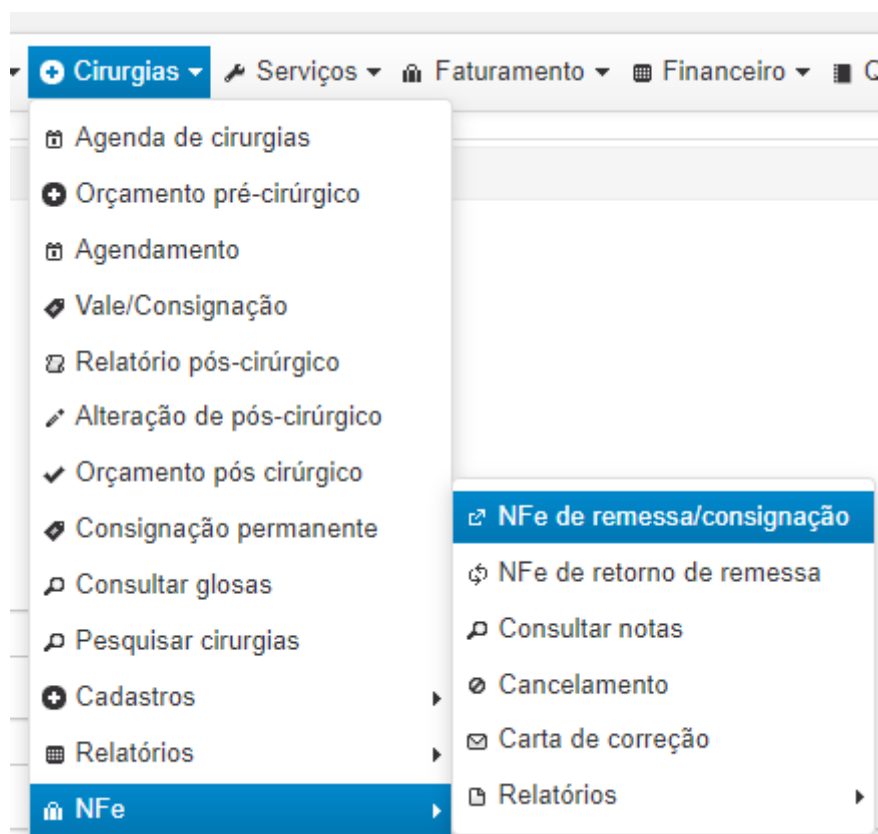 Cirurgias Serviços Faturamento Financeiro
Agenda de cirurgias
Orçamento pré-cirúrgico
Agendamento
Vale/Consignação
Relatório pós-cirúrgico
Alteração de pós-cirúrgico
Orçamento pós cirúrgico
Consignação permanente
Consultar glosas
Pesquisar cirurgias
Cadastros
Relatórios
NFe
NFe de remessa/consignação
NFe de retorno de remessa
Consultar notas
Cancelamento
Carta de correção
Relatórios